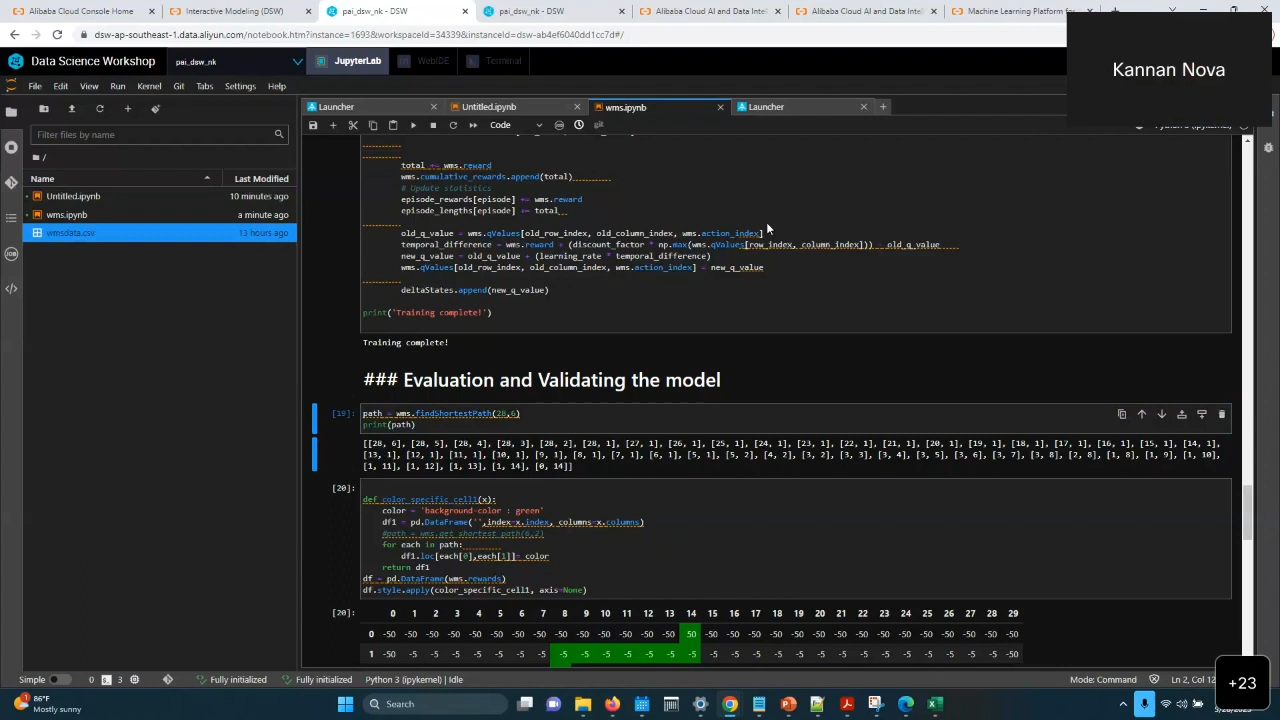 Alibaba Cloud Console Home
Interactive Modeling (DSW)
pai_dsw_nk - DSW
pai_dsw_nk - DSW
Alibaba Cloud AI and Data Intel
Alibaba Cloud AI and Data Intel
Machine Learning Platform
dsw-ap-southeast-1.data.aliyun.com/notebook.htm?instance=1693&workspaceId=34339&instanceId=dsw-ab4ef6040dd1cc7d#/
Kannan Nova
Data Science Workshop
pai_dsw_nk
JupyterLab
WebIDE
Terminal
File Edit View Run Kernel Git Tabs Settings Help
Launcher
Untitled.ipynb
wms.ipynb
Launcher
Code
git
Filter files by name
/
Name
Last Modified
Untitled.ipynb
10 minutes ago
wms.ipynb
a minute ago
wmsdata.csv
13 hours ago
total += wms.reward
wms.cumulative_rewards.append(total)
# Update statistics
episode_rewards[episode] += wms.reward
episode_lengths[episode] += total
old_q_value = wms.qValues[old_row_index, old_column_index, wms.action_index]
temporal_difference = wms.reward + (discount_factor * np.max(wms.qValues[row_index, column_index])) - old_q_value
new_q_value = old_q_value + (learning_rate * temporal_difference)
wms.qValues[old_row_index, old_column_index, wms.action_index] = new_q_value
deltaStates.append(new_q_value)
print('Training complete!')
Training complete!
### Evaluation and Validating the model
[19]:
path = wms.findShortestPath(28,6)
print(path)
[[28, 6], [28, 5], [28, 4], [28, 3], [28, 2], [28, 1], [27, 1], [26, 1], [25, 1], [24, 1], [23, 1], [22, 1], [21, 1], [20, 1], [19, 1], [18, 1], [17, 1], [16, 1], [15, 1], [14, 1],
[13, 1], [12, 1], [11, 1], [10, 1], [9, 1], [8, 1], [7, 1], [6, 1], [5, 1], [5, 2], [4, 2], [3, 2], [3, 3], [3, 4], [3, 5], [3, 6], [3, 7], [3, 8], [2, 8], [1, 8], [1, 9], [1, 10],
[1, 11], [1, 12], [1, 13], [1, 14], [0, 14]]
[20]:
def color_specific_cell1(x):
color = 'background-color : green'
df1 = pd.DataFrame('',index=x.index, columns=x.columns)
#path = wms.get_shortest_path(6,2)
for each in path:
df1.loc[each[0],each[1]]= color
return df1
df = pd.DataFrame(wms.rewards)
df.style.apply(color_specific_cell1, axis=None)
[20]:
0 1 2 3 4 5 6 7 8 9 10 11 12 13 14 15 16 17 18 19 20 21 22 23 24 25 26 27 28 29
0 -50 -50 -50 -50 -50 -50 -50 -50 -50 -50 -50 -50 -50 -50 50 -50 -50 -50 -50 -50 -50 -50 -50 -50 -50 -50 -50 -50 -50 -50
1 -50 -5 -5 -5 -5 -5 -5 -5 -5 -5 -5 -5 -5 -5 -5 -5 -5 -5 -5 -5 -5 -5 -5 -5 -5 -5 -5 -5 -5 -50
Simple
0
3
Fully initialized
Fully initialized
Python 3 (ipykernel) | Idle
Mode: Command
+23
86°F
Mostly sunny
Search